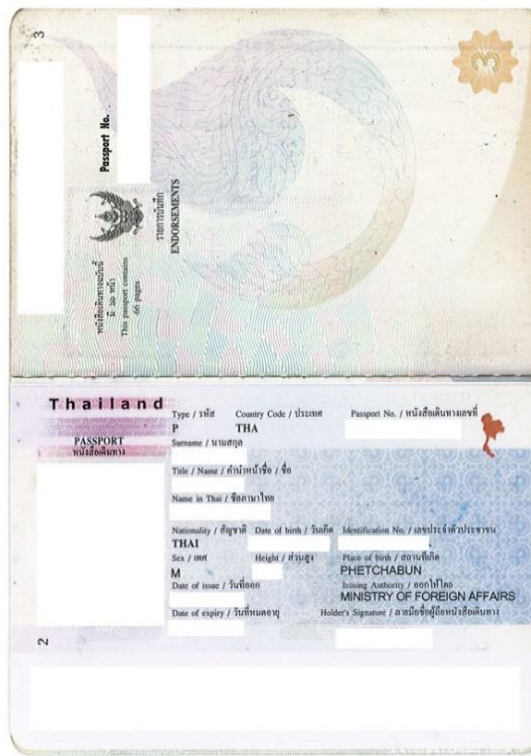 3
Passport No.
หนังสือเดินทางฉบับนี้
มี ๖๖ หน้า
This passport contains
66 pages
รายการบันทึก
ENDORSEMENTS
Thailand
PASSPORT
หนังสือเดินทาง
Type / รหัส Country Code / ประเทศ Passport No. / หนังสือเดินทางเลขที่
P THA
Surname / นามสกุล
Title / Name / คำนำหน้าชื่อ / ชื่อ
Name in Thai / ชื่อภาษาไทย
Nationality / สัญชาติ Date of birth / วันเกิด Identification No. / เลขประจำตัวประชาชน
THAI
Sex / เพศ Height / ส่วนสูง Place of birth / สถานที่เกิด
M PHETCHABUN
Date of issue / วันที่ออก Issuing Authority / ออกให้โดย
MINISTRY OF FOREIGN AFFAIRS
Date of expiry / วันที่หมดอายุ Holder's Signature / ลายมือชื่อผู้ถือหนังสือเดินทาง
2